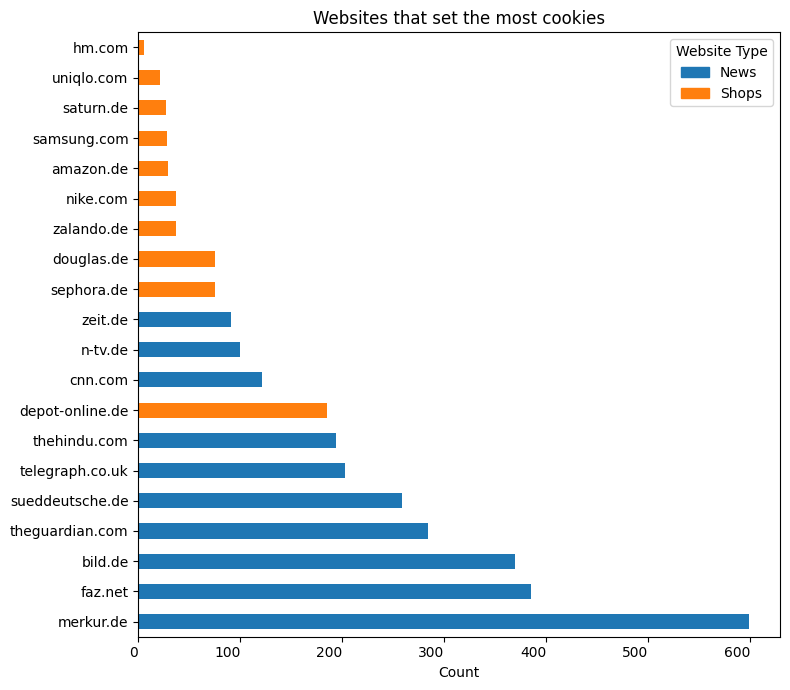 Websites that set the most cookies
Website Type
News
Shops
hm.com
uniqlo.com
saturn.de
samsung.com
amazon.de
nike.com
zalando.de
douglas.de
sephora.de
zeit.de
n-tv.de
cnn.com
depot-online.de
thehindu.com
telegraph.co.uk
sueddeutsche.de
theguardian.com
bild.de
faz.net
merkur.de
0 100 200 300 400 500 600
Count